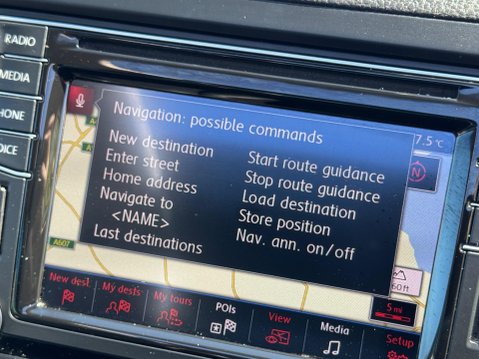 RADIO
MEDIA
PHONE
VOICE
Navigation: possible commands
7.5 °C
New destination
Enter street
Home address
Navigate to
<NAME>
Last destinations
Start route guidance
Stop route guidance
Load destination
Store position
Nav. ann. on/off
N
A607
60ft
5 mi
New dest.
My dests
My tours
POIs
View
Media
Setup